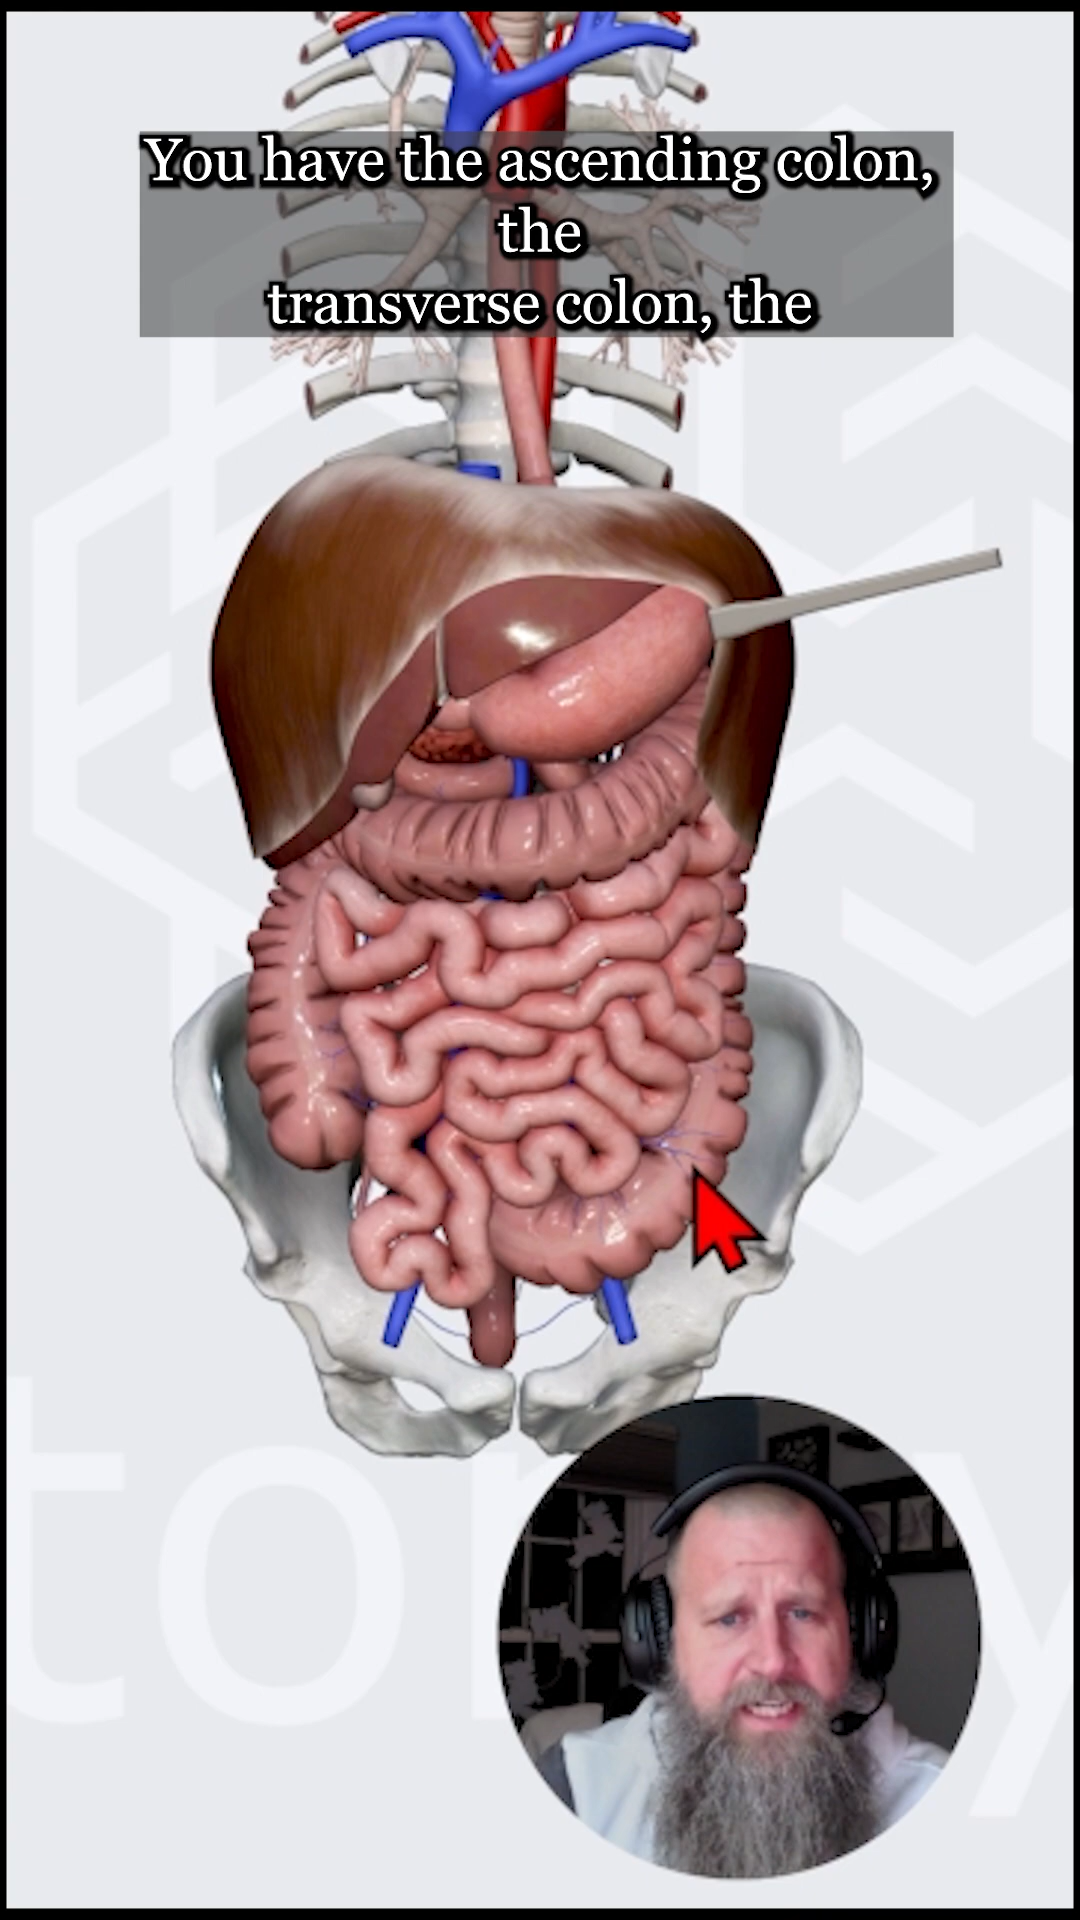 You have the ascending colon,
the
transverse colon, the